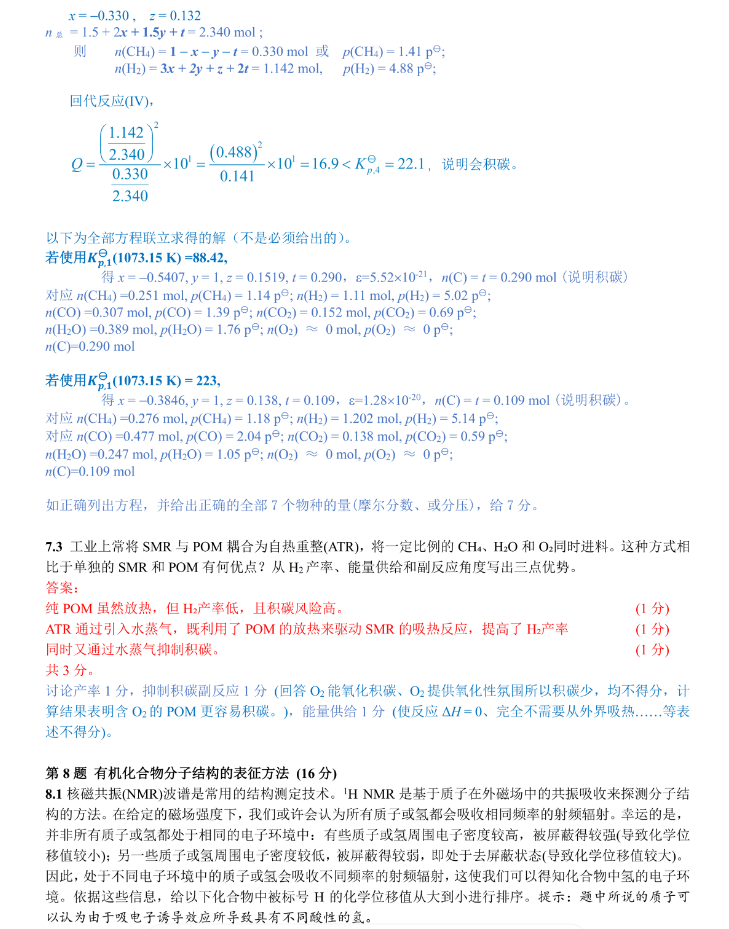 x = –0.330， z = 0.132
n 总 = 1.5 + 2x + 1.5y + t = 2.340 mol ;
则 n(CH₄) = 1 – x – y – t = 0.330 mol 或 p(CH₄) = 1.41 p⊖;
n(H₂) = 3x + 2y + z + 2t = 1.142 mol, p(H₂) = 4.88 p⊖;
回代反应(IV)，
Q = (1.142/2.340)² / (0.330/2.340) ×10¹ = (0.488)²/0.141 ×10¹ = 16.9 < K⊖p,4 = 22.1，说明会积碳。
以下为全部方程联立求得的解（不是必须给出的）。
若使用K⊖p,1(1073.15 K) =88.42,
得 x = –0.5407, y = 1, z = 0.1519, t = 0.290，ε=5.52×10⁻²¹，n(C) = t = 0.290 mol（说明积碳）
对应 n(CH₄) =0.251 mol, p(CH₄) = 1.14 p⊖; n(H₂) = 1.11 mol, p(H₂) = 5.02 p⊖;
n(CO) =0.307 mol, p(CO) = 1.39 p⊖; n(CO₂) = 0.152 mol, p(CO₂) = 0.69 p⊖;
n(H₂O) =0.389 mol, p(H₂O) = 1.76 p⊖; n(O₂) ≈ 0 mol, p(O₂) ≈ 0 p⊖;
n(C)=0.290 mol
若使用K⊖p,1(1073.15 K) = 223,
得 x = –0.3846, y = 1, z = 0.138, t = 0.109，ε=1.28×10⁻²⁰，n(C) = t = 0.109 mol（说明积碳）。
对应 n(CH₄) =0.276 mol, p(CH₄) = 1.18 p⊖; n(H₂) = 1.202 mol, p(H₂) = 5.14 p⊖;
对应 n(CO) =0.477 mol, p(CO) = 2.04 p⊖; n(CO₂) = 0.138 mol, p(CO₂) = 0.59 p⊖;
n(H₂O) =0.247 mol, p(H₂O) = 1.05 p⊖; n(O₂) ≈ 0 mol, p(O₂) ≈ 0 p⊖;
n(C)=0.109 mol
如正确列出方程，并给出正确的全部 7 个物种的量(摩尔分数、或分压)，给 7 分。
7.3 工业上常将 SMR 与 POM 耦合为自热重整(ATR)，将一定比例的 CH₄、H₂O 和 O₂同时进料。这种方式相
比于单独的 SMR 和 POM 有何优点？从 H₂ 产率、能量供给和副反应角度写出三点优势。
答案：
纯 POM 虽然放热，但 H₂产率低，且积碳风险高。 (1 分)
ATR 通过引入水蒸气，既利用了 POM 的放热来驱动 SMR 的吸热反应，提高了 H₂产率 (1 分)
同时又通过水蒸气抑制积碳。 (1 分)
共 3 分。
讨论产率 1 分，抑制积碳副反应 1 分 (回答 O₂ 能氧化积碳、O₂ 提供氧化性氛围所以积碳少，均不得分，计
算结果表明含 O₂ 的 POM 更容易积碳。)，能量供给 1 分 (使反应 ΔH = 0、完全不需要从外界吸热……等表
述不得分)。
第 8 题 有机化合物分子结构的表征方法 (16 分)
8.1 核磁共振(NMR)波谱是常用的结构测定技术。¹H NMR 是基于质子在外磁场中的共振吸收来探测分子结
构的方法。在给定的磁场强度下，我们或许会认为所有质子或氢都会吸收相同频率的射频辐射。幸运的是，
并非所有质子或氢都处于相同的电子环境中：有些质子或氢周围电子密度较高，被屏蔽得较强(导致化学位
移值较小)；另一些质子或氢周围电子密度较低，被屏蔽得较弱，即处于去屏蔽状态(导致化学位移值较大)。
因此，处于不同电子环境中的质子或氢会吸收不同频率的射频辐射，这使我们可以得知化合物中氢的电子环
境。依据这些信息，给以下化合物中被标号 H 的化学位移值从大到小进行排序。提示：题中所说的质子可
以认为由于吸电子诱导效应所导致具有不同酸性的氢。